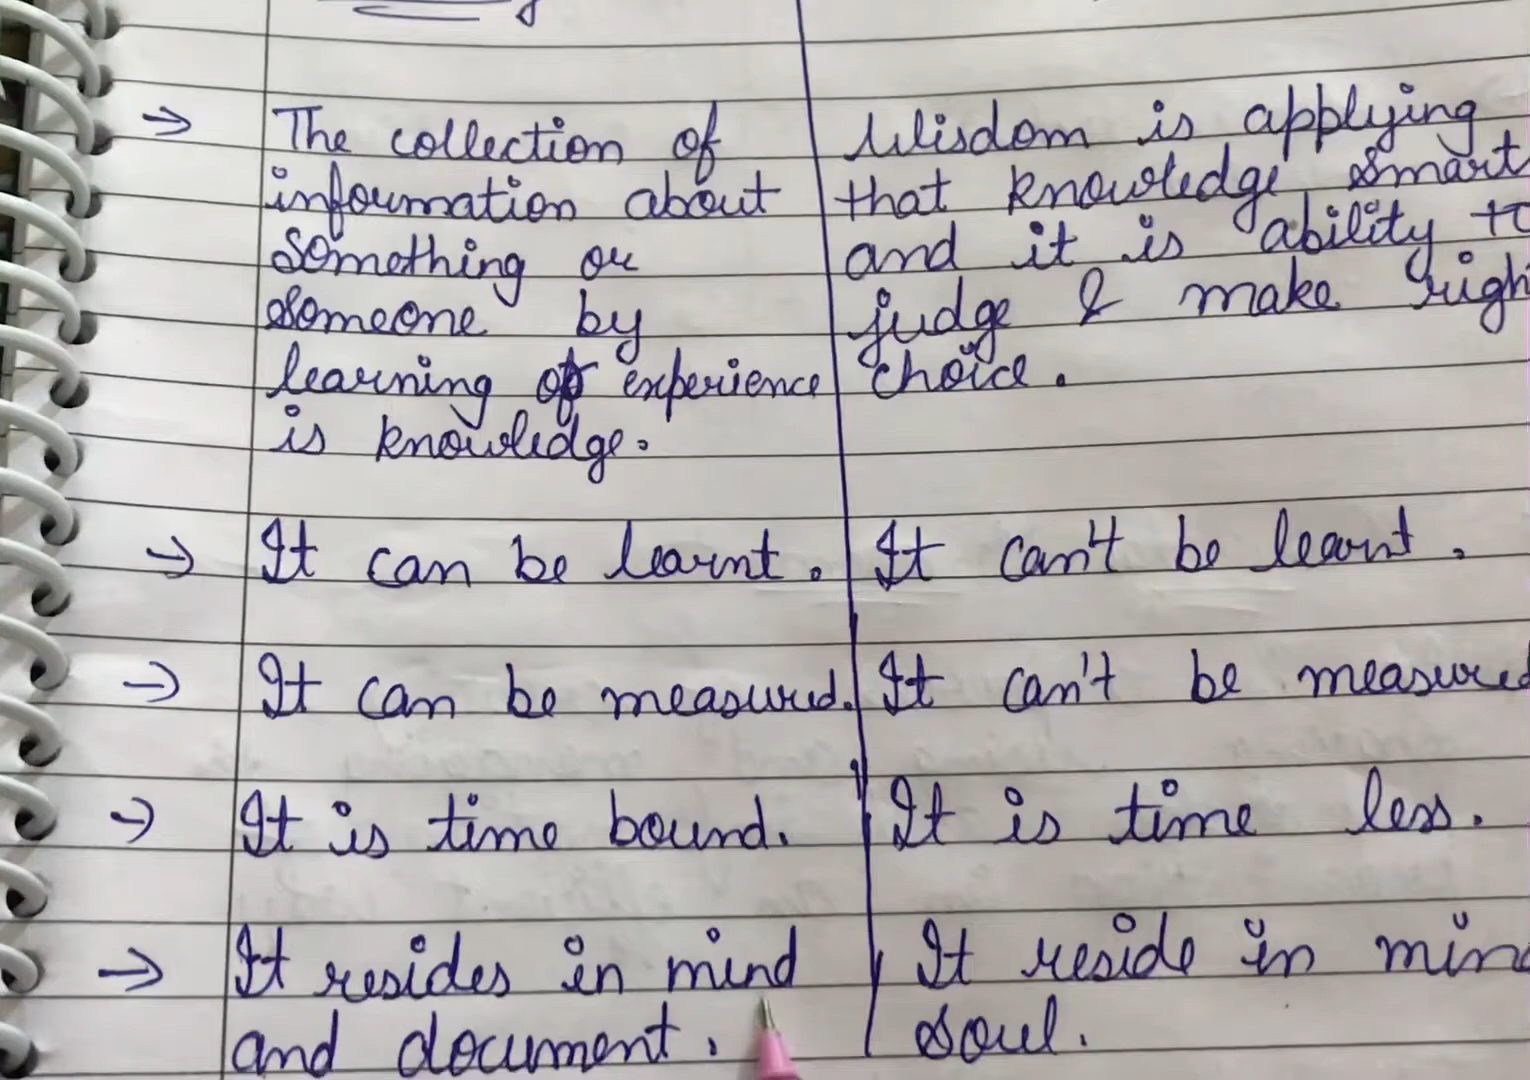 The collection of
information about
something or
someone by
learning of experience
is knowledge.
Wisdom is applying
that knowledge smart
and it is ability to
judge & make righ
choice.
→ It can be learnt. It can't be learnt.
→ It can be measured. It can't be measured
→ It is time bound. It is time less.
→ It resides in mind
and document.
It reside in min
soul.